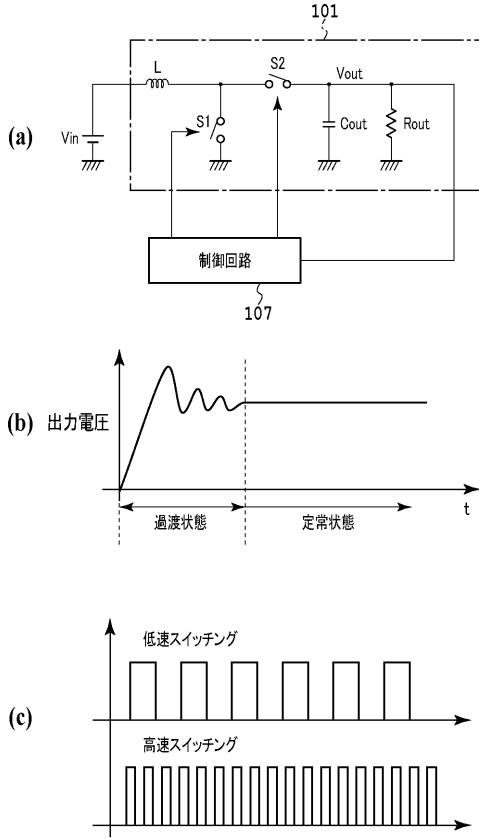 101
(a)
L
S2
Vout
S1
Vin
Cout
Rout
制御回路
107
(b)
出力電圧
t
過渡状態
定常状態
(c)
低速スイッチング
高速スイッチング